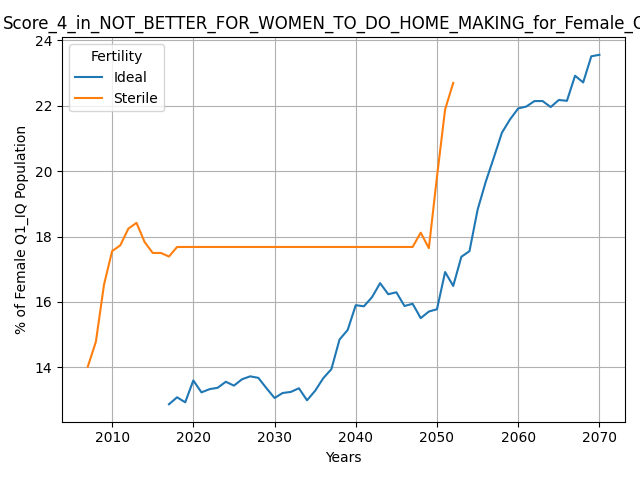 Score_4_in_NOT_BETTER_FOR_WOMEN_TO_DO_HOME_MAKING_for_Female_
Fertility
Ideal
Sterile
% of Female Q1_IQ Population
24
22
20
18
16
14
2010 2020 2030 2040 2050 2060 2070
Years